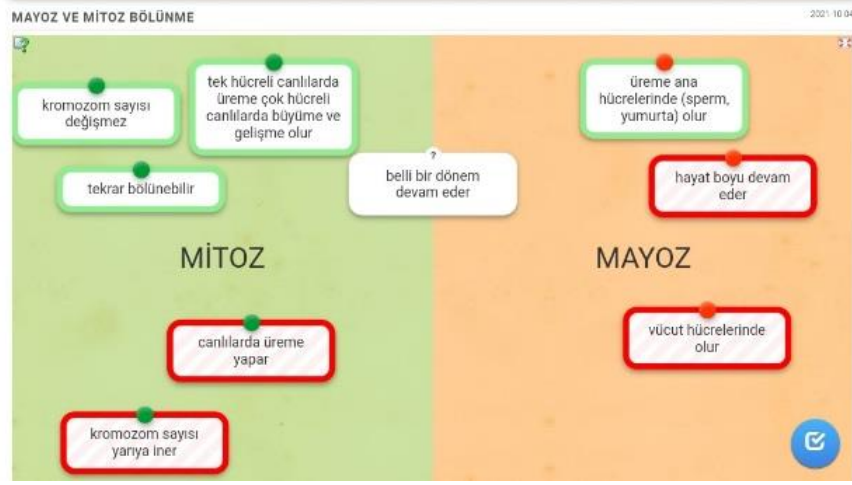 MAYOZ VE MİTOZ BÖLÜNME
2021-10-04
kromozom sayısı
değişmez
tek hücreli canlılarda
üreme çok hücreli
canlılarda büyüme ve
gelişme olur
üreme ana
hücrelerinde (sperm,
yumurta) olur
?
belli bir dönem
devam eder
tekrar bölünebilir
hayat boyu devam
eder
MİTOZ
MAYOZ
canlılarda üreme
yapar
vücut hücrelerinde
olur
kromozom sayısı
yarıya iner